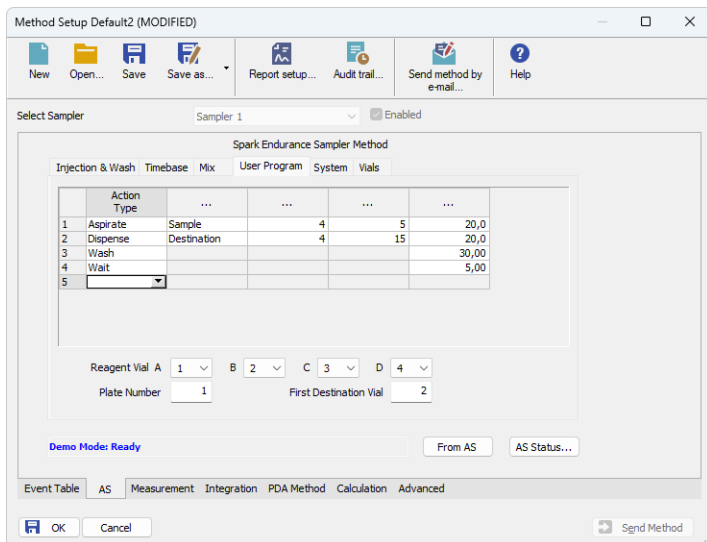 Method Setup Default2 (MODIFIED)
New Open... Save Save as... Report setup... Audit trail... Send method by e-mail... Help
Select Sampler Sampler 1 Enabled
Spark Endurance Sampler Method
Injection & Wash Timebase Mix User Program System Vials
Action Type ... ... ... ...
1 Aspirate Sample 4 5 20,0
2 Dispense Destination 4 15 20,0
3 Wash 30,00
4 Wait 5,00
5
Reagent Vial A 1 B 2 C 3 D 4
Plate Number 1 First Destination Vial 2
Demo Mode: Ready From AS AS Status...
Event Table AS Measurement Integration PDA Method Calculation Advanced
OK Cancel Send Method